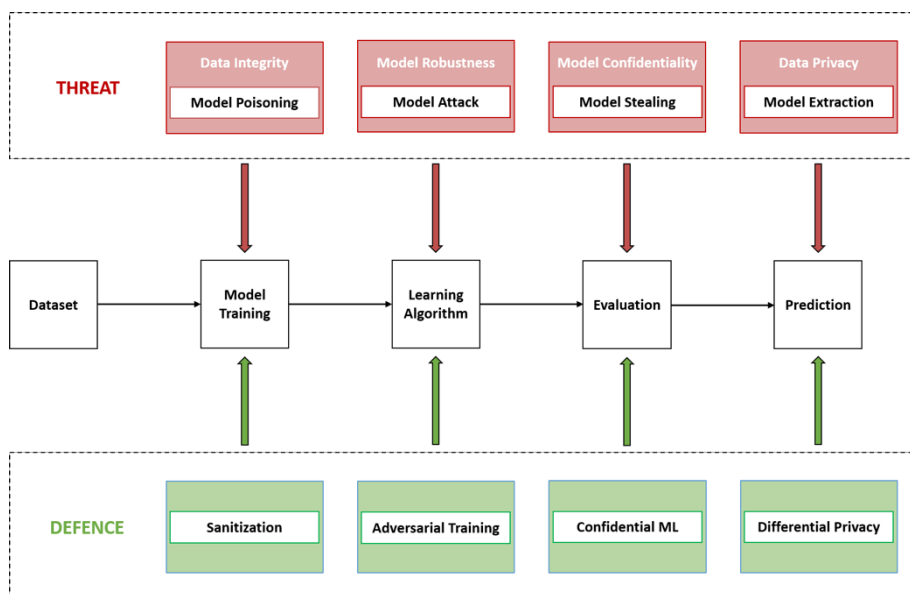 THREAT
Data Integrity
Model Poisoning
Model Robustness
Model Attack
Model Confidentiality
Model Stealing
Data Privacy
Model Extraction
Dataset
Model
Training
Learning
Algorithm
Evaluation
Prediction
DEFENCE
Sanitization
Adversarial Training
Confidential ML
Differential Privacy